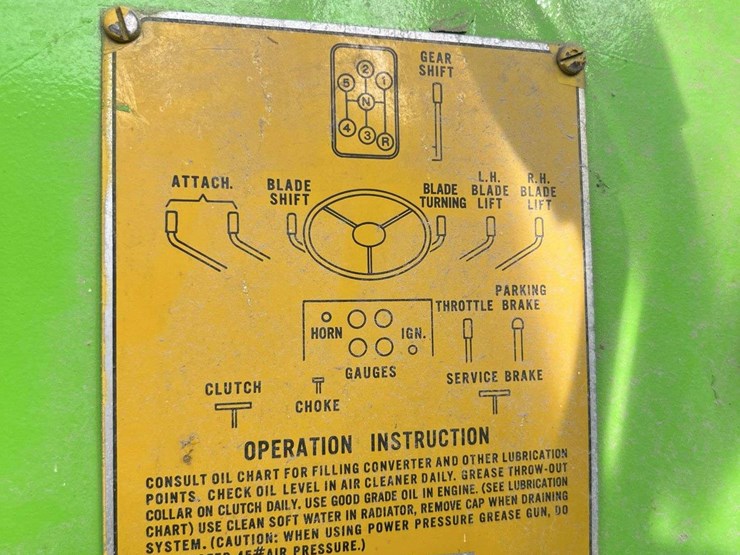 GEAR
SHIFT
2
5 1
N
4 3 R
ATTACH.
BLADE
SHIFT
BLADE
TURNING
L.H.
BLADE
LIFT
R.H.
BLADE
LIFT
HORN
IGN.
GAUGES
THROTTLE
PARKING
BRAKE
CLUTCH
CHOKE
SERVICE BRAKE
OPERATION INSTRUCTION
CONSULT OIL CHART FOR FILLING CONVERTER AND OTHER LUBRICATION
POINTS. CHECK OIL LEVEL IN AIR CLEANER DAILY. GREASE THROW-OUT
COLLAR ON CLUTCH DAILY. USE GOOD GRADE OIL IN ENGINE. (SEE LUBRICATION
CHART) USE CLEAN SOFT WATER IN RADIATOR, REMOVE CAP WHEN DRAINING
SYSTEM. (CAUTION: WHEN USING POWER PRESSURE GREASE GUN, DO
45# AIR PRESSURE.)